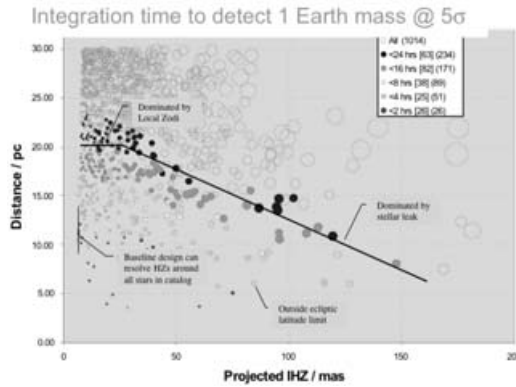 Integration time to detect 1 Earth mass @ 5σ
All (1014)
<24 hrs [63] (234)
<16 hrs [82] (171)
<8 hrs [38] (89)
<4 hrs [25] (51)
<2 hrs [26] (26)
30.00
25.00
20.00
15.00
10.00
5.00
0.00
Distance / pc
Dominated by
Local Zodi
Dominated by
stellar leak
Baseline design can
resolve HZs around
all stars in catalog
Outside ecliptic
latitude limit
0
50
100
150
200
Projected IHZ / mas